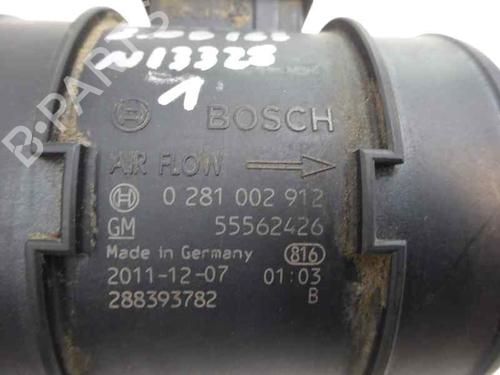 N13328
1
BOSCH
AIR FLOW
0 281 002 912
GM 55562426
Made in Germany 816
2011-12-07 01:03
288393782 B
B-PARTS